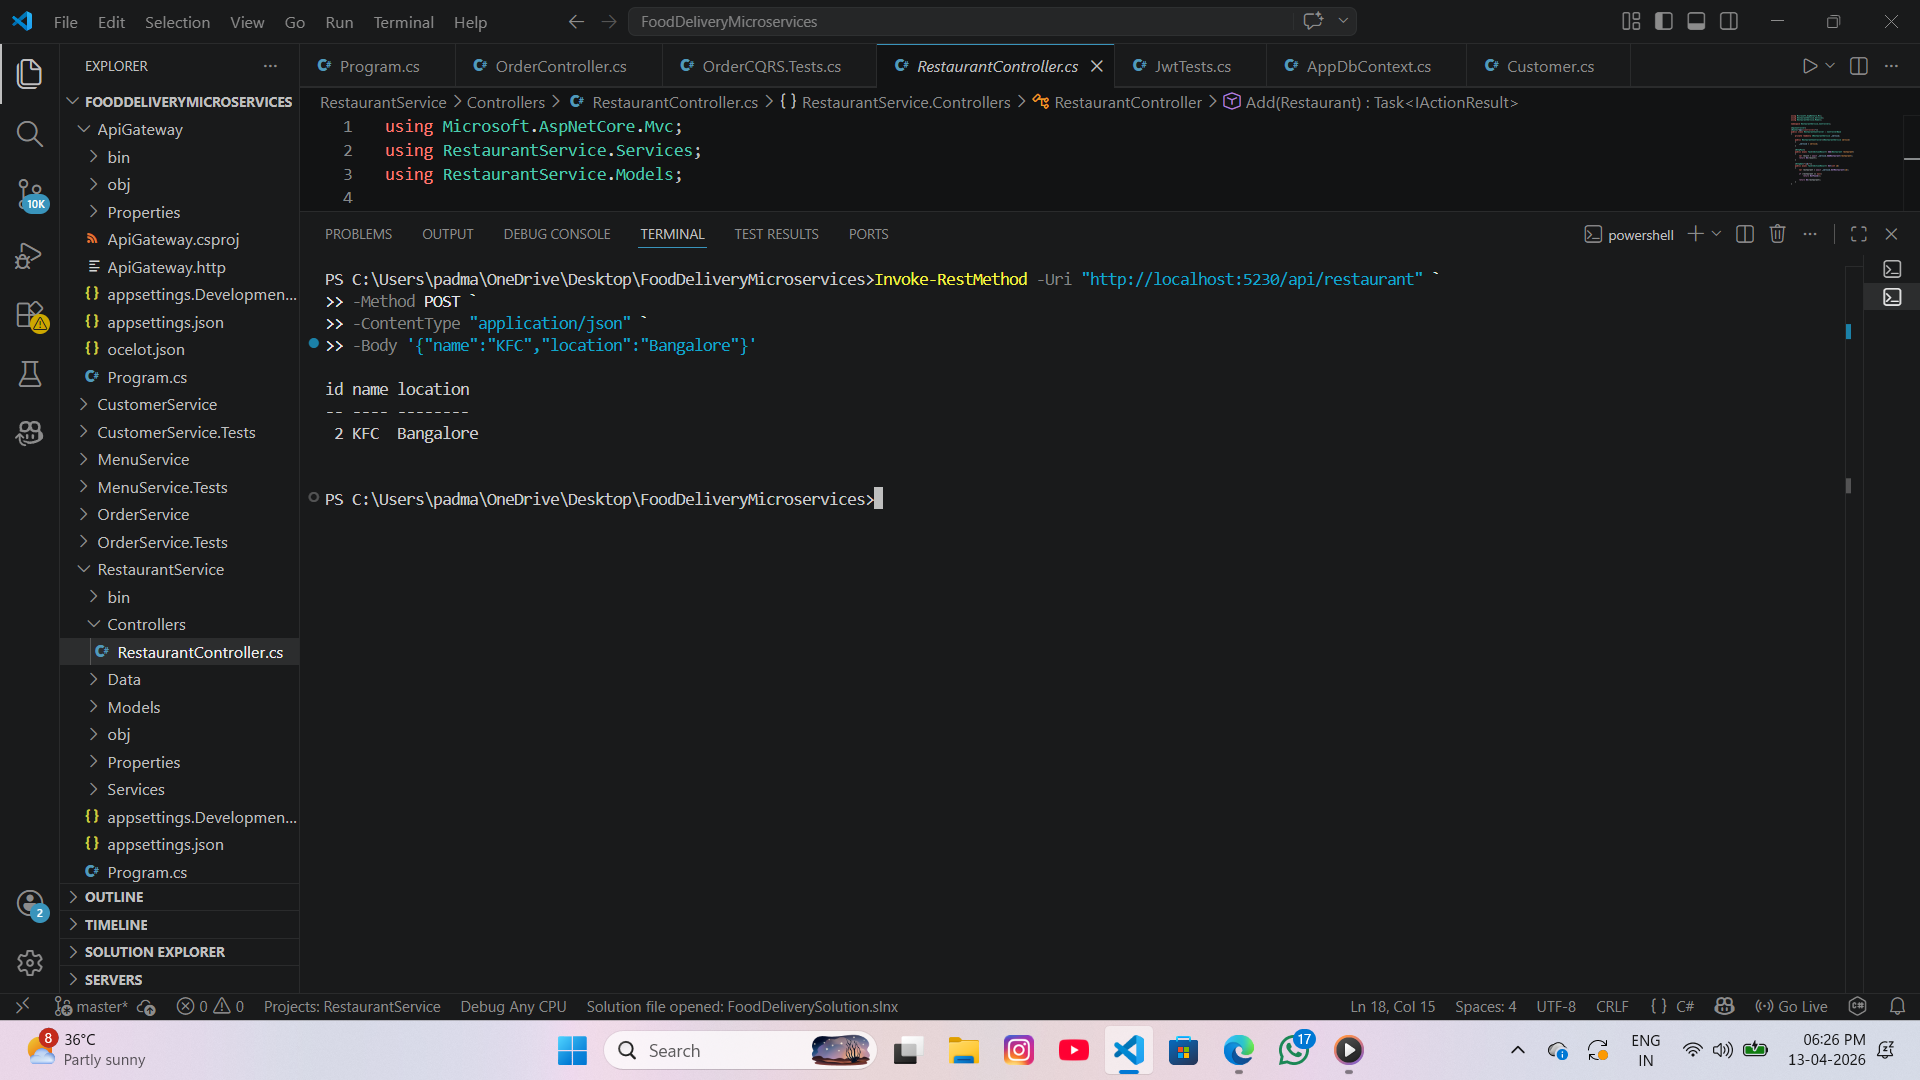 File Edit Selection View Go Run Terminal Help
FoodDeliveryMicroservices
EXPLORER
Program.cs
OrderController.cs
OrderCQRS.Tests.cs
RestaurantController.cs
JwtTests.cs
AppDbContext.cs
Customer.cs
RestaurantService > Controllers > RestaurantController.cs > {} RestaurantService.Controllers > RestaurantController > Add(Restaurant) : Task<IActionResult>
1 using Microsoft.AspNetCore.Mvc;
2 using RestaurantService.Services;
3 using RestaurantService.Models;
4
FOODDELIVERYMICROSERVICES
ApiGateway
bin
obj
Properties
ApiGateway.csproj
ApiGateway.http
appsettings.Developmen...
appsettings.json
ocelot.json
Program.cs
CustomerService
CustomerService.Tests
MenuService
MenuService.Tests
OrderService
OrderService.Tests
RestaurantService
bin
Controllers
RestaurantController.cs
Data
Models
obj
Properties
Services
appsettings.Developmen...
appsettings.json
Program.cs
OUTLINE
TIMELINE
SOLUTION EXPLORER
SERVERS
10K
2
PROBLEMS OUTPUT DEBUG CONSOLE TERMINAL TEST RESULTS PORTS
powershell
PS C:\Users\padma\OneDrive\Desktop\FoodDeliveryMicroservices>Invoke-RestMethod -Uri "http://localhost:5230/api/restaurant" `
>> -Method POST `
>> -ContentType "application/json" `
>> -Body '{"name":"KFC","location":"Bangalore"}'
id name location
-- ---- --------
2 KFC Bangalore
PS C:\Users\padma\OneDrive\Desktop\FoodDeliveryMicroservices>
master* 0 0 Projects: RestaurantService Debug Any CPU Solution file opened: FoodDeliverySolution.slnx
Ln 18, Col 15 Spaces: 4 UTF-8 CRLF {} C# Go Live
8
36°C
Partly sunny
Search
17
ENG
IN
06:26 PM
13-04-2026